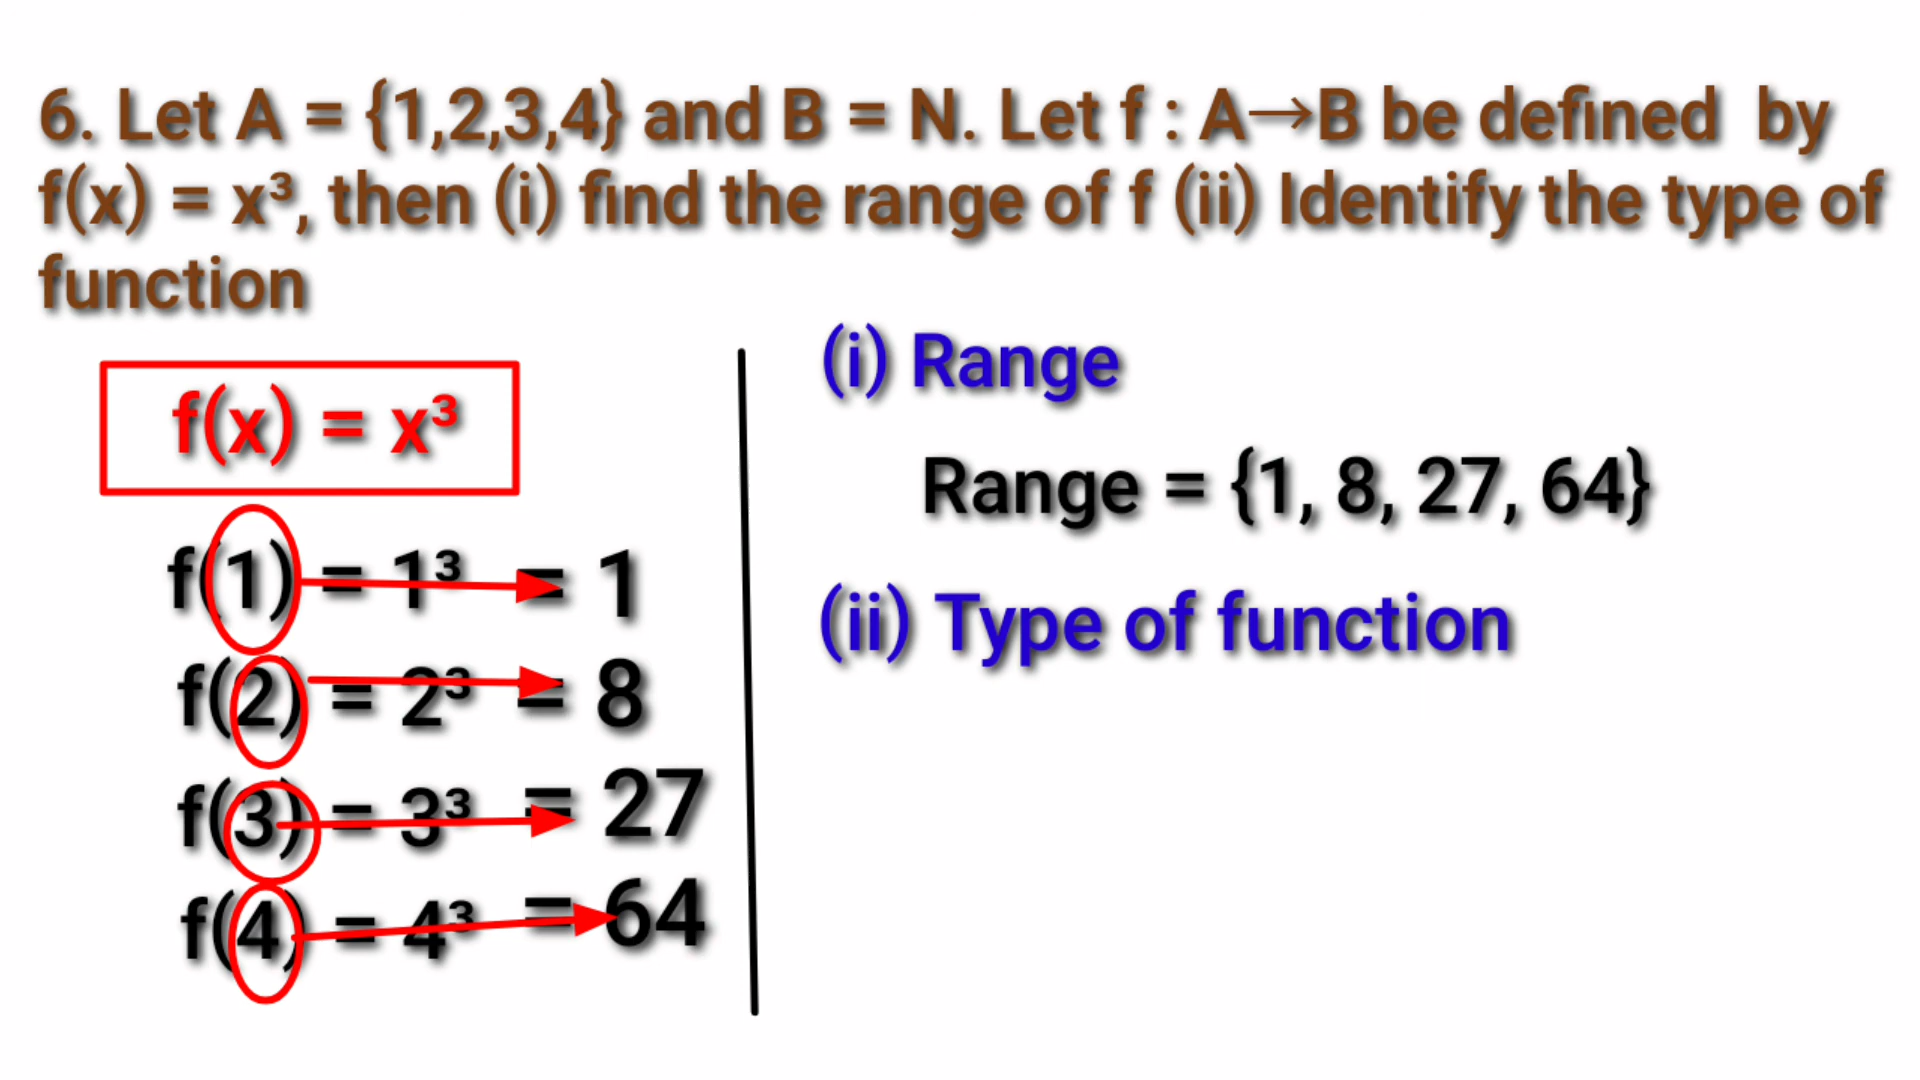 6. Let A = {1,2,3,4} and B = N. Let f : A→B be defined by
f(x) = x³, then (i) find the range of f (ii) Identify the type of
function
f(x) = x³
f(1) = 1³ = 1
f(2) = 2³ = 8
f(3) = 3³ = 27
f(4) = 4³ = 64
(i) Range
Range = {1, 8, 27, 64}
(ii) Type of function